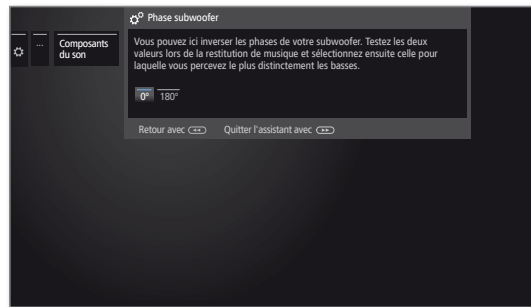 Phase subwoofer
...
Composants
du son
Vous pouvez ici inverser les phases de votre subwoofer. Testez les deux
valeurs lors de la restitution de musique et sélectionnez ensuite celle pour
laquelle vous percevez le plus distinctement les basses.
0° 180°
Retour avec Quitter l'assistant avec